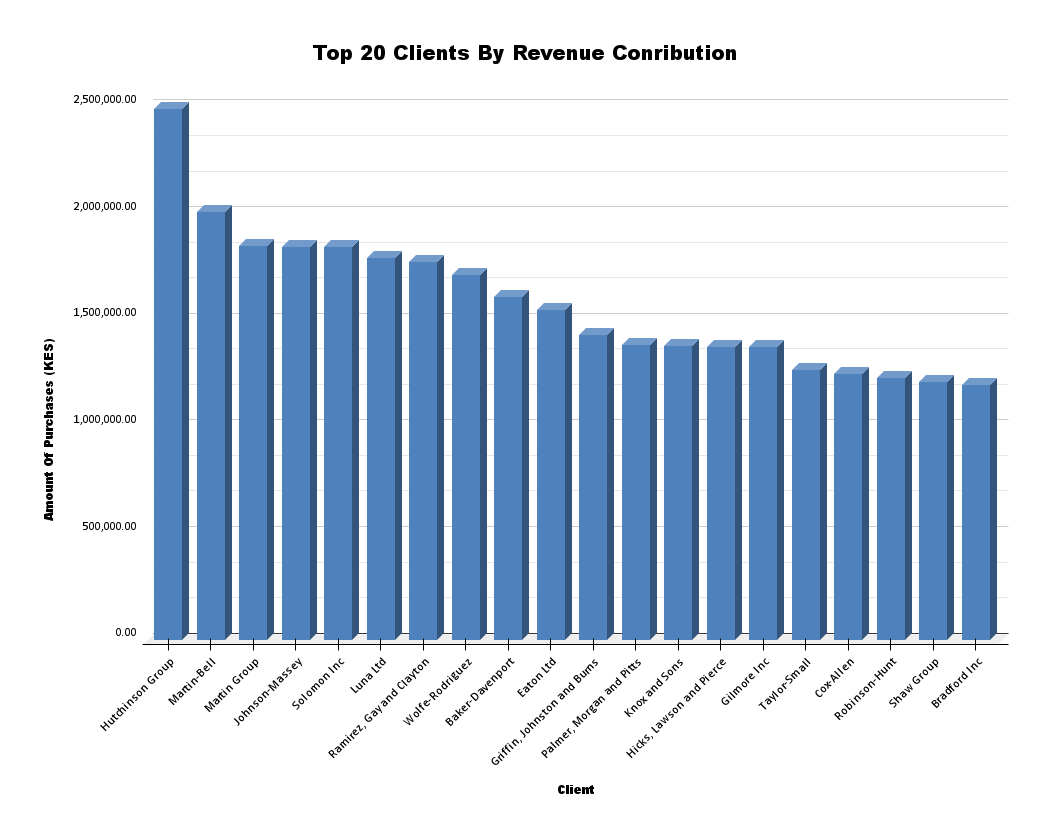 Top 20 Clients By Revenue Conribution
Amount Of Purchases (KES)
2,500,000.00
2,000,000.00
1,500,000.00
1,000,000.00
500,000.00
0.00
Hutchinson Group
Martin-Bell
Martin Group
Johnson-Massey
Solomon Inc
Luna Ltd
Ramirez, Gay and Clayton
Wolfe-Rodriguez
Baker-Davenport
Eaton Ltd
Griffin, Johnston and Burns
Palmer, Morgan and Pitts
Knox and Sons
Hicks, Lawson and Pierce
Gilmore Inc
Taylor-Small
Cox-Allen
Robinson-Hunt
Shaw Group
Bradford Inc
Client